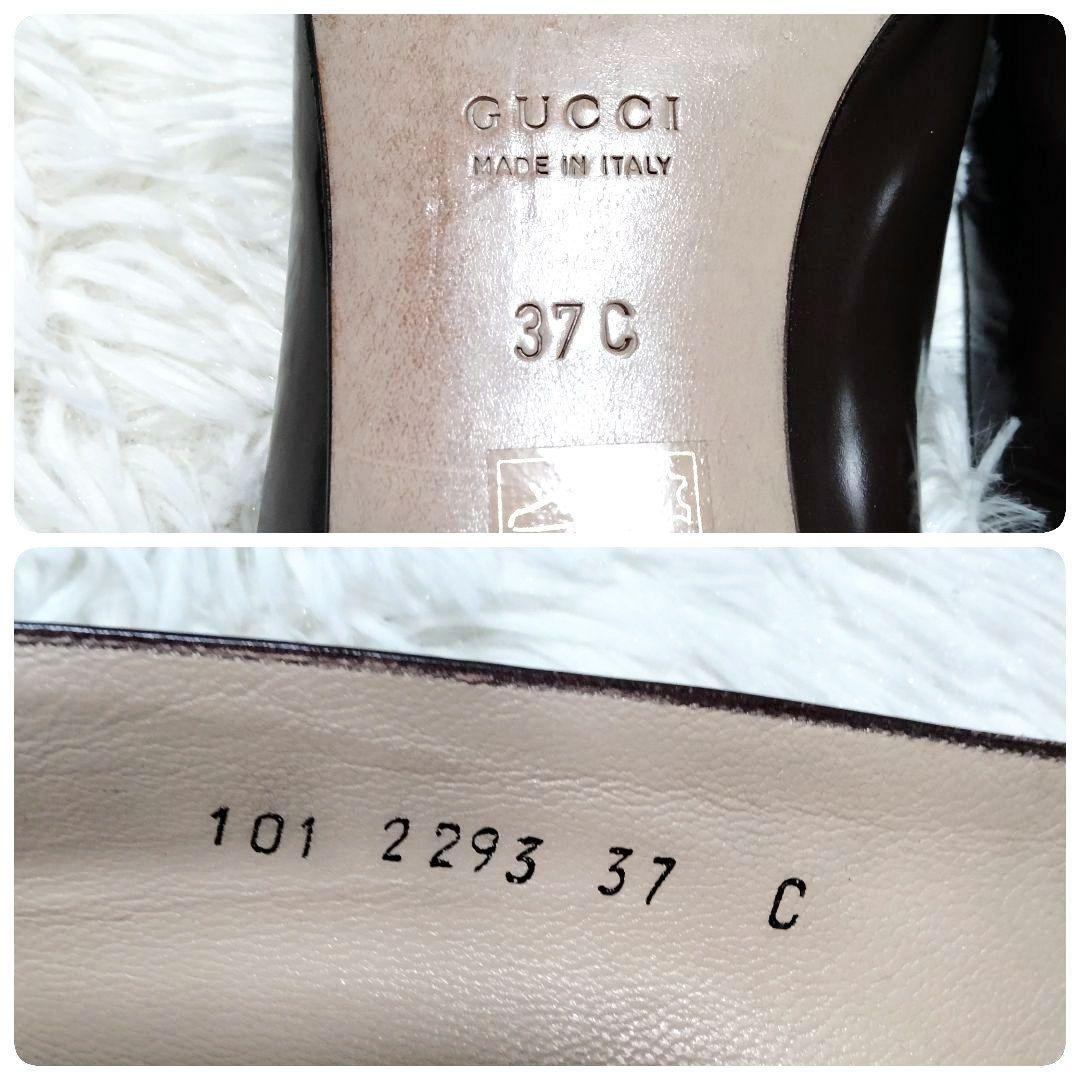 GUCCI
MADE IN ITALY
37 C
101 2293 37 C